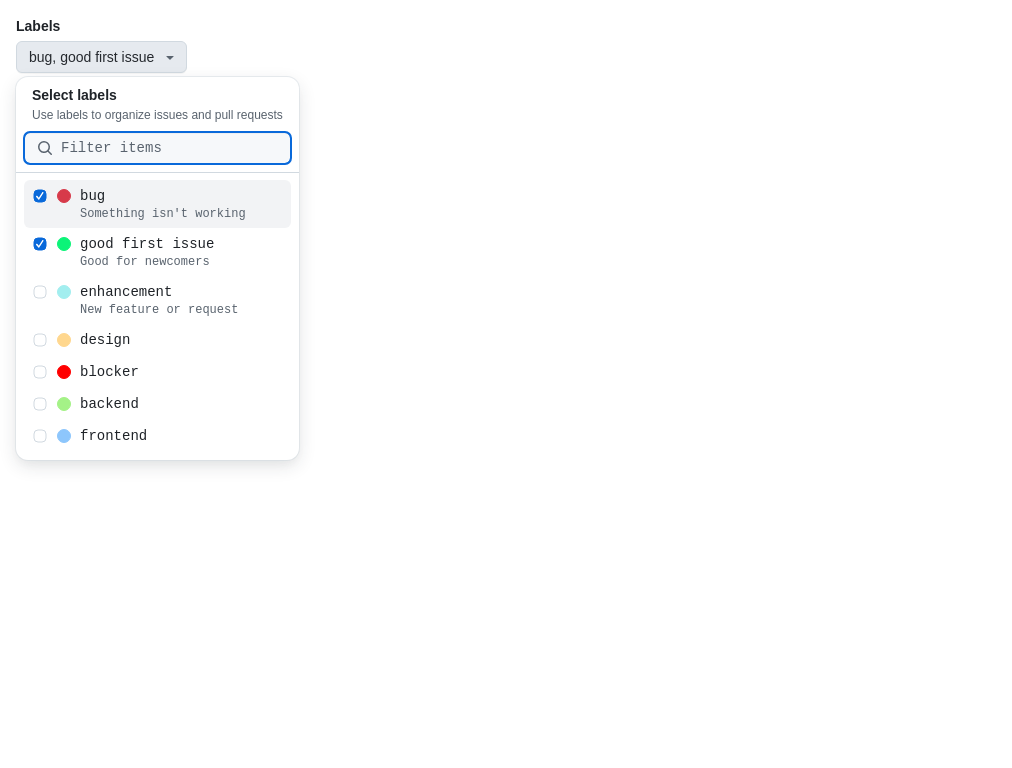 Labels
bug, good first issue
Select labels
Use labels to organize issues and pull requests
Filter items
bug
Something isn't working
good first issue
Good for newcomers
enhancement
New feature or request
design
blocker
backend
frontend